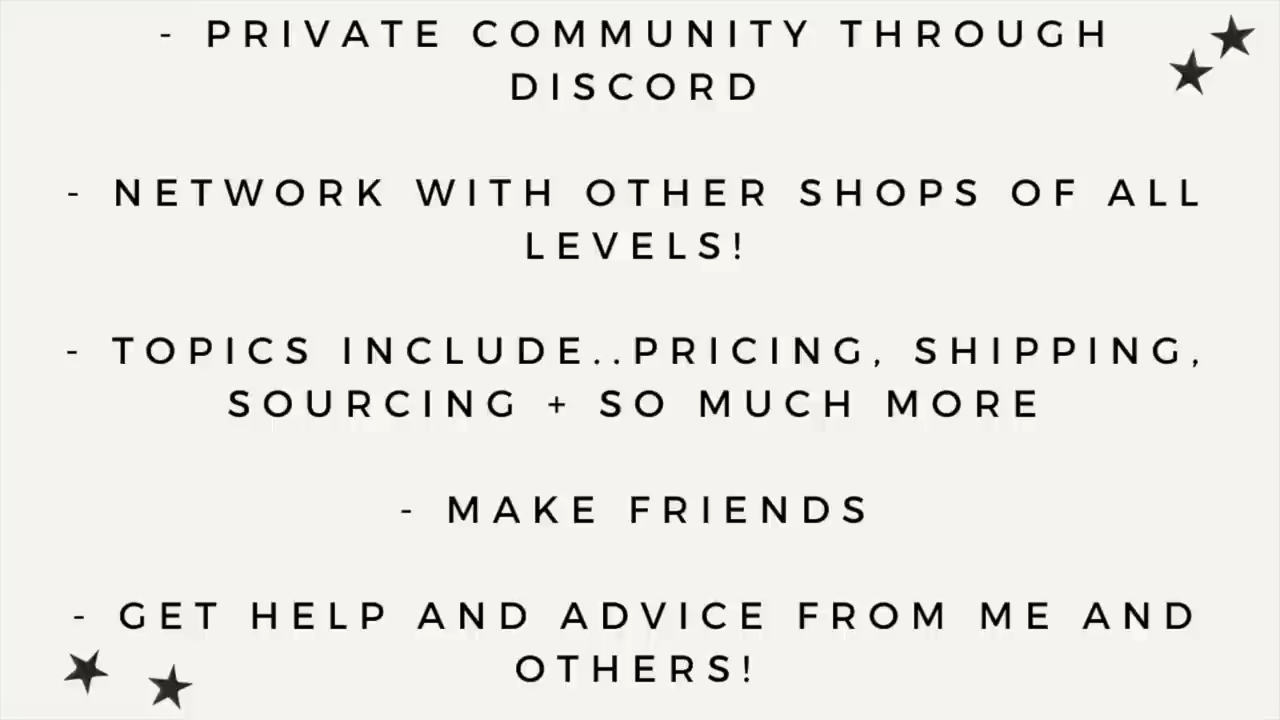 - PRIVATE COMMUNITY THROUGH
DISCORD
- NETWORK WITH OTHER SHOPS OF ALL
LEVELS!
- TOPICS INCLUDE..PRICING, SHIPPING,
SOURCING + SO MUCH MORE
- MAKE FRIENDS
- GET HELP AND ADVICE FROM ME AND
OTHERS!